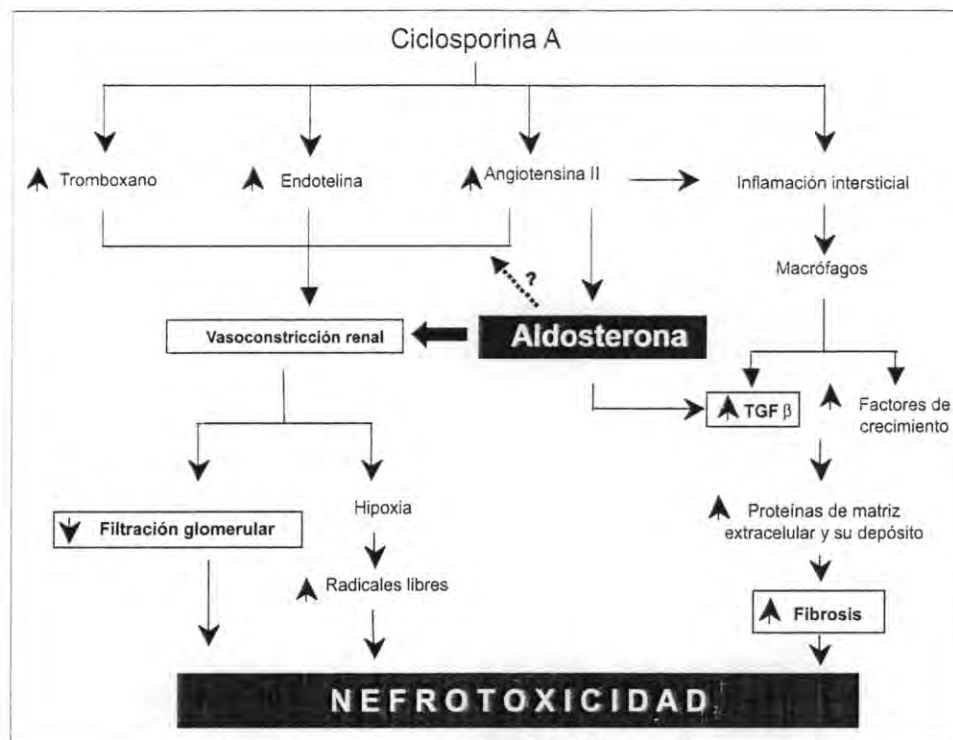 Ciclosporina A
Tromboxano
Endotelina
Angiotensina II
Inflamación intersticial
Macrófagos
?
Vasoconstricción renal
Aldosterona
TGF β
Factores de
crecimiento
Filtración glomerular
Hipoxia
Radicales libres
Proteínas de matriz
extracelular y su depósito
Fibrosis
NEFROTOXICIDAD